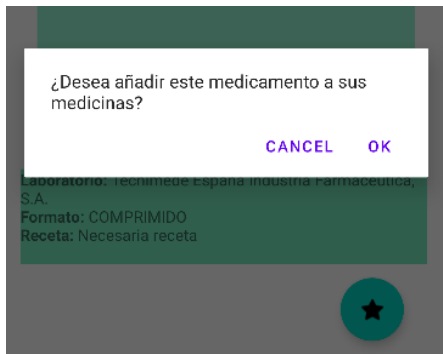 ¿Desea añadir este medicamento a sus
medicinas?
CANCEL OK
Laboratorio: Technimede España Industria Farmacéutica,
S.A.
Formato: COMPRIMIDO
Receta: Necesaria receta